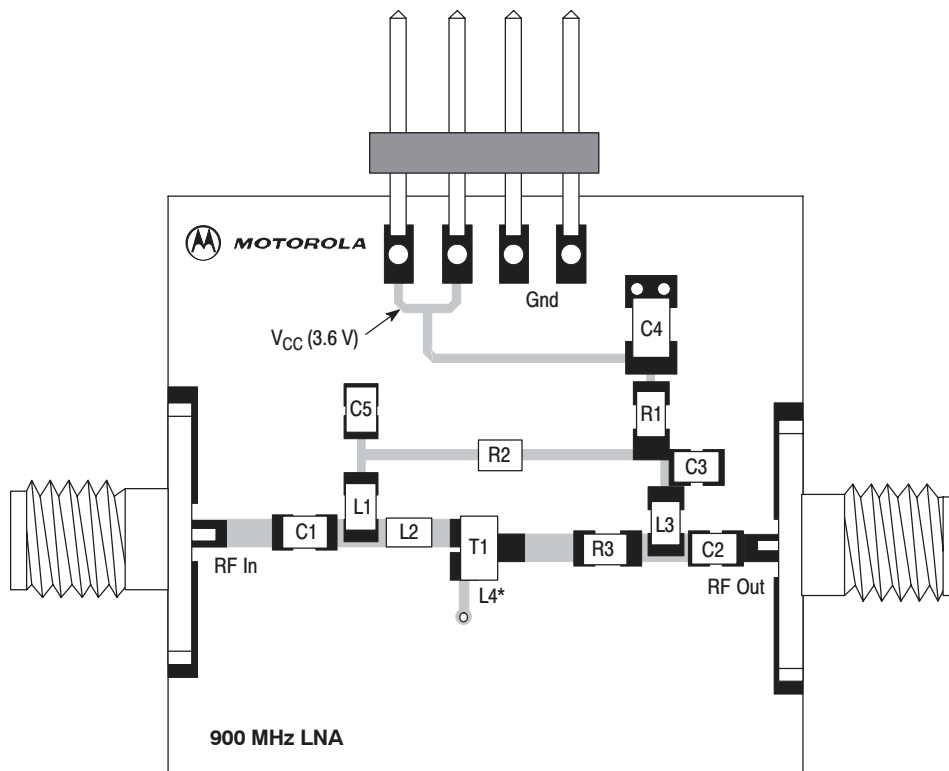 MOTOROLA
Gnd
VCC (3.6 V)
C4
C5
R1
R2
C3
L1
L3
C1
L2
T1
R3
C2
RF In
L4*
RF Out
900 MHz LNA